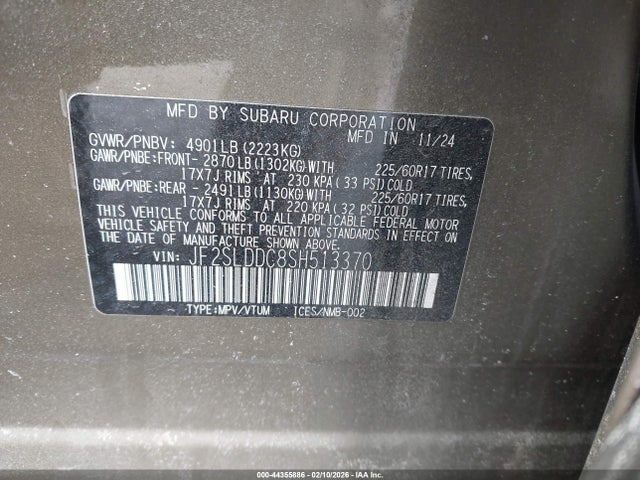 MFD BY SUBARU CORPORATION
MFD IN 11/24
GVWR/PNBV: 4901LB(2223KG)
GAWR/PNBE:FRONT- 2870LB(1302KG)WITH 225/60R17 TIRES,
17X7J RIMS AT 230 KPA(33 PSI)COLD
GAWR/PNBE:REAR - 2491LB(1130KG)WITH 225/60R17 TIRES,
17X7J RIMS AT 220 KPA(32 PSI)COLD
THIS VEHICLE CONFORMS TO ALL APPLICABLE FEDERAL MOTOR
VEHICLE SAFETY AND THEFT PREVENTION STANDARDS IN EFFECT
ON THE DATE OF MANUFACTURE SHOWN ABOVE.
VIN: JF2SLDDC8SH513370
TYPE:MPV/VTUM ICES/NMB-002
000-44355886 | 02/10/2026 | IAA Inc.